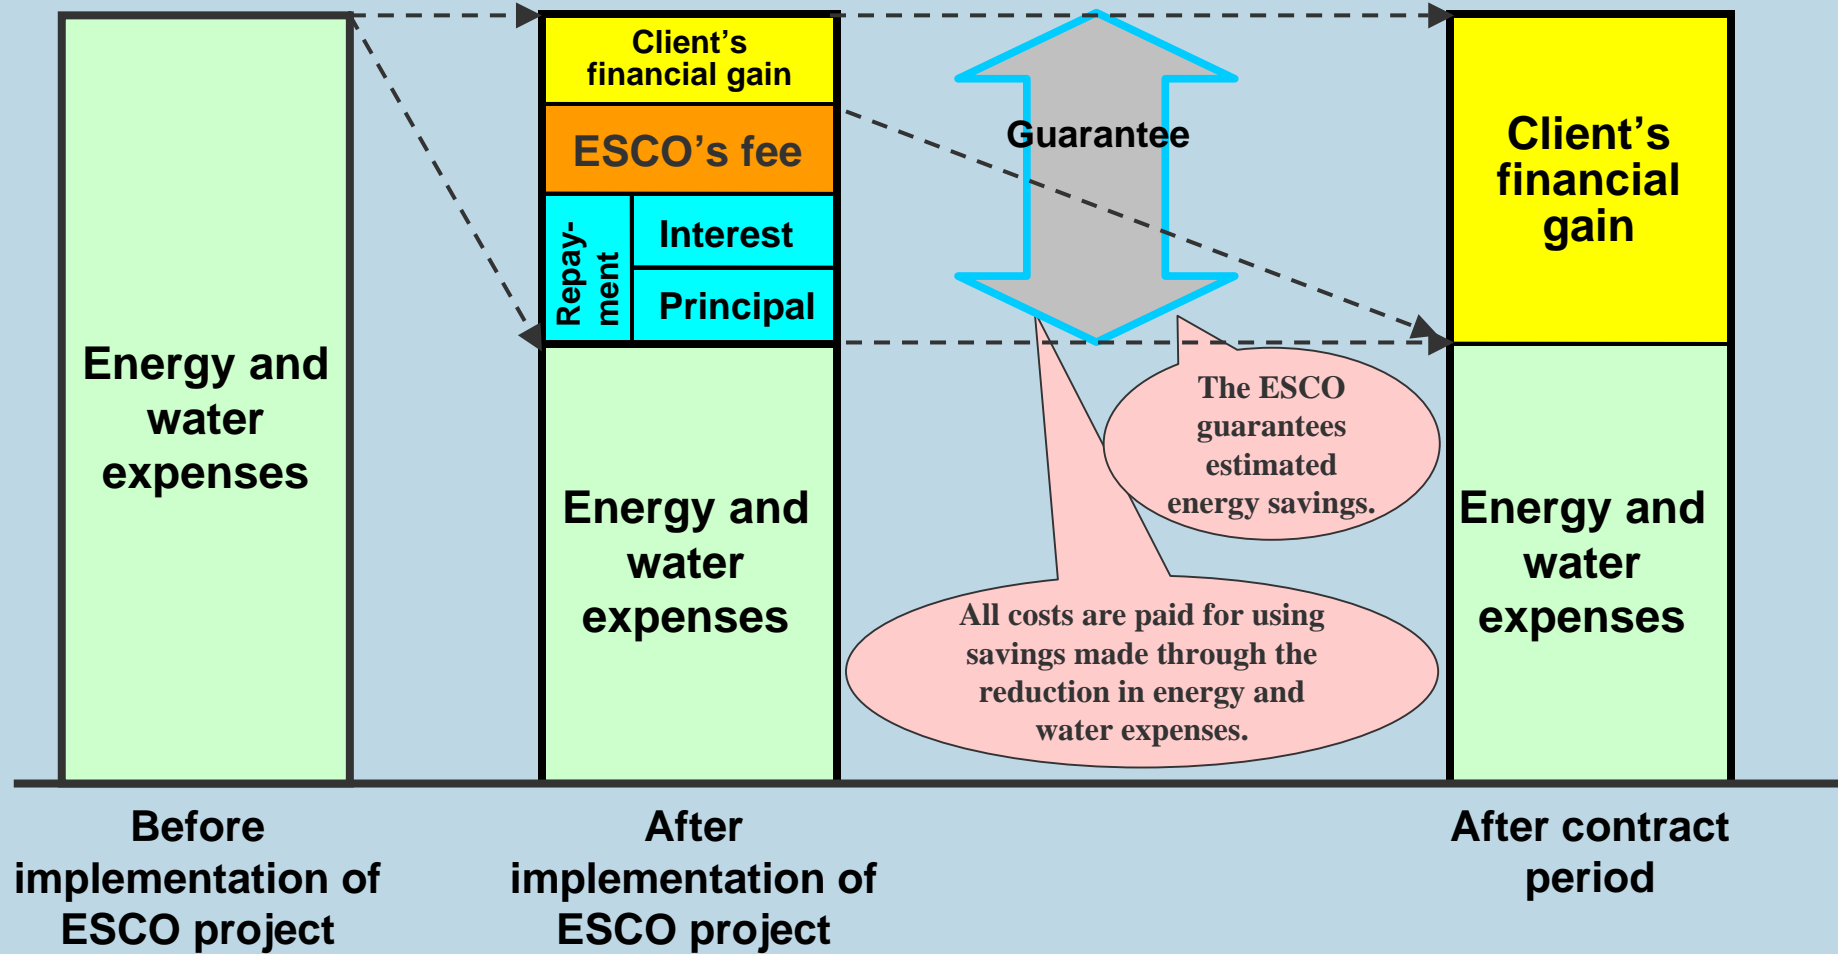 Energy and
water
expenses
Client's
financial gain
ESCO's fee
Repay-
ment
Interest
Principal
Energy and
water
expenses
Guarantee
The ESCO
guarantees
estimated
energy savings.
All costs are paid for using
savings made through the
reduction in energy and
water expenses.
Client's
financial
gain
Energy and
water
expenses
Before
implementation of
ESCO project
After
implementation of
ESCO project
After contract
period